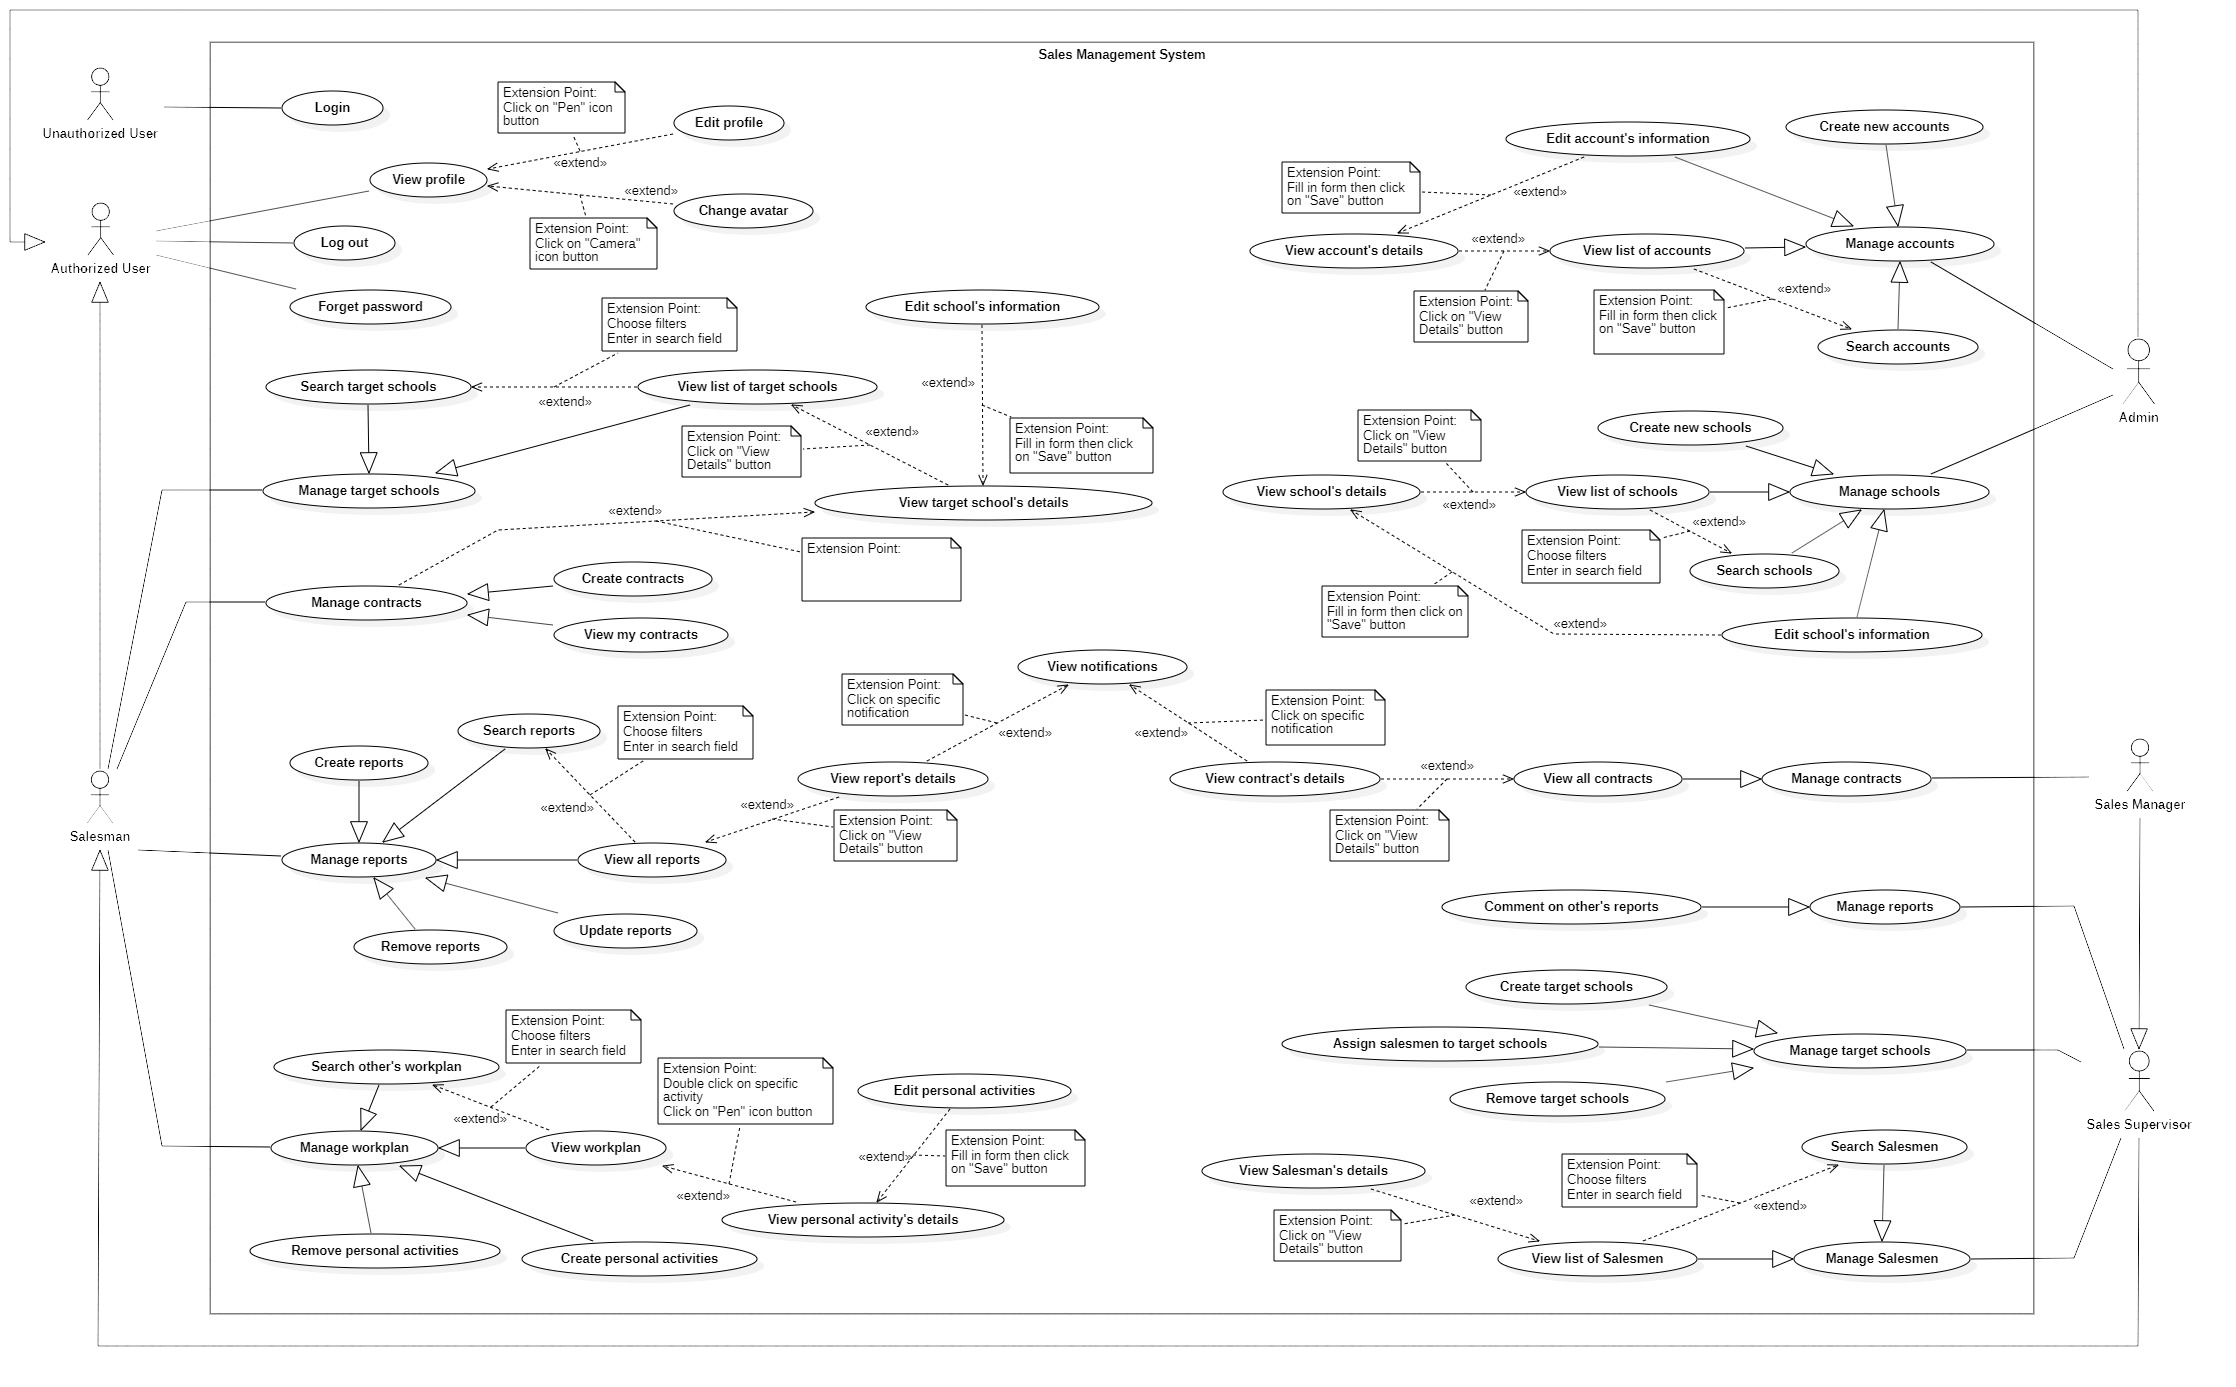 Sales Management System
Unauthorized User
Login
Extension Point:
Click on "Pen" icon
button
Edit profile
«extend»
View profile
«extend»
Change avatar
Extension Point:
Click on "Camera"
icon button
Authorized User
Log out
Forget password
Edit account's information
Create new accounts
Extension Point:
Fill in form then click
on "Save" button
«extend»
View account's details
«extend»
View list of accounts
Manage accounts
Extension Point:
Click on "View
Details" button
Extension Point:
Fill in form then click
on "Save" button
«extend»
Search accounts
Admin
Extension Point:
Choose filters
Enter in search field
Edit school's information
Search target schools
«extend»
View list of target schools
«extend»
Extension Point:
Click on "View
Details" button
«extend»
Extension Point:
Fill in form then click
on "Save" button
Manage target schools
View target school's details
«extend»
Extension Point:
Manage contracts
Create contracts
View my contracts
Extension Point:
Click on "View
Details" button
Create new schools
View school's details
«extend»
View list of schools
Manage schools
«extend»
Extension Point:
Choose filters
Enter in search field
Search schools
Extension Point:
Fill in form then click on
"Save" button
«extend»
Edit school's information
View notifications
Extension Point:
Click on specific
notification
«extend»
Extension Point:
Click on specific
notification
«extend»
Search reports
Extension Point:
Choose filters
Enter in search field
Create reports
«extend»
View report's details
«extend»
Extension Point:
Click on "View
Details" button
View contract's details
«extend»
View all contracts
Manage contracts
Extension Point:
Click on "View
Details" button
Sales Manager
Salesman
Manage reports
View all reports
Remove reports
Update reports
Comment on other's reports
Manage reports
Create target schools
Assign salesmen to target schools
Manage target schools
Remove target schools
Sales Supervisor
Extension Point:
Choose filters
Enter in search field
Search other's workplan
«extend»
Extension Point:
Double click on specific
activity
Click on "Pen" icon button
Edit personal activities
Manage workplan
View workplan
«extend»
Extension Point:
Fill in form then click
on "Save" button
«extend»
View personal activity's details
Remove personal activities
Create personal activities
Search Salesmen
View Salesman's details
Extension Point:
Choose filters
Enter in search field
«extend»
«extend»
Extension Point:
Click on "View
Details" button
View list of Salesmen
Manage Salesmen